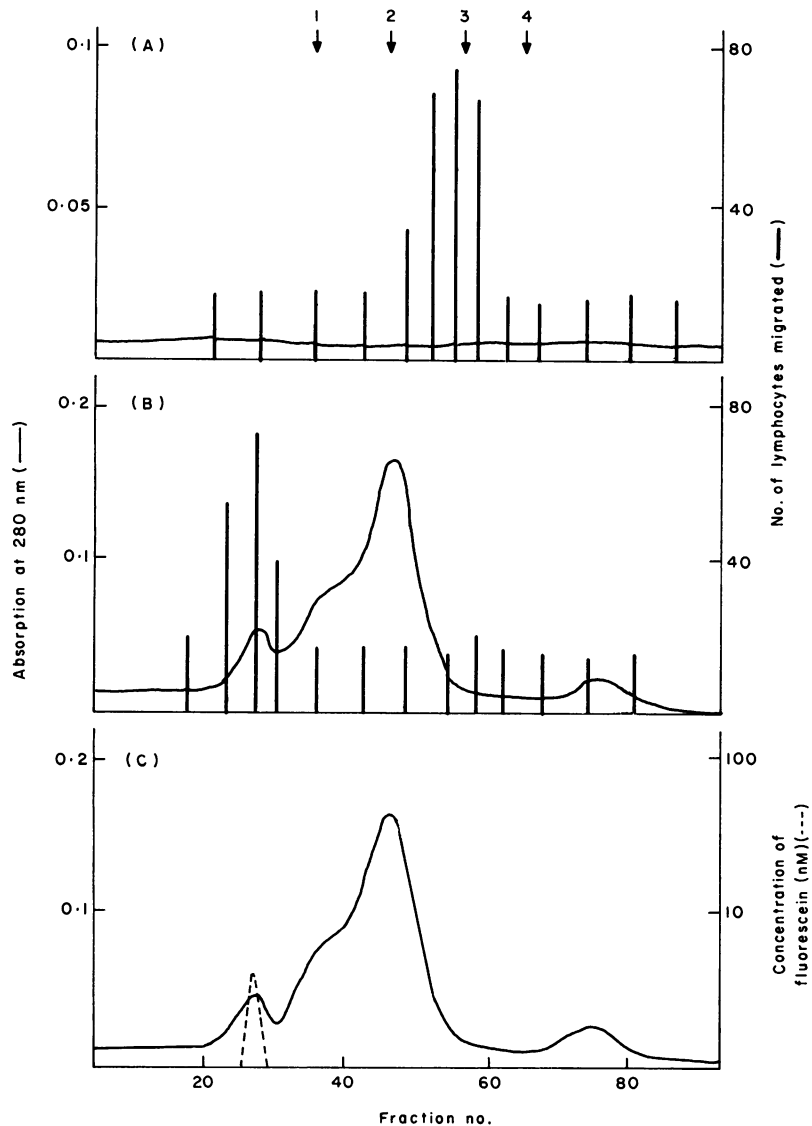 1 2 3 4
0·1 (A) 80
0·05 40
0·2 (B) 80
0·1 40
0·2 (C) 100
0·1 10
20 40 60 80
Fraction no.
Absorption at 280 nm (—)
No. of lymphocytes migrated (—)
Concentration of
fluorescein (nM)(---)